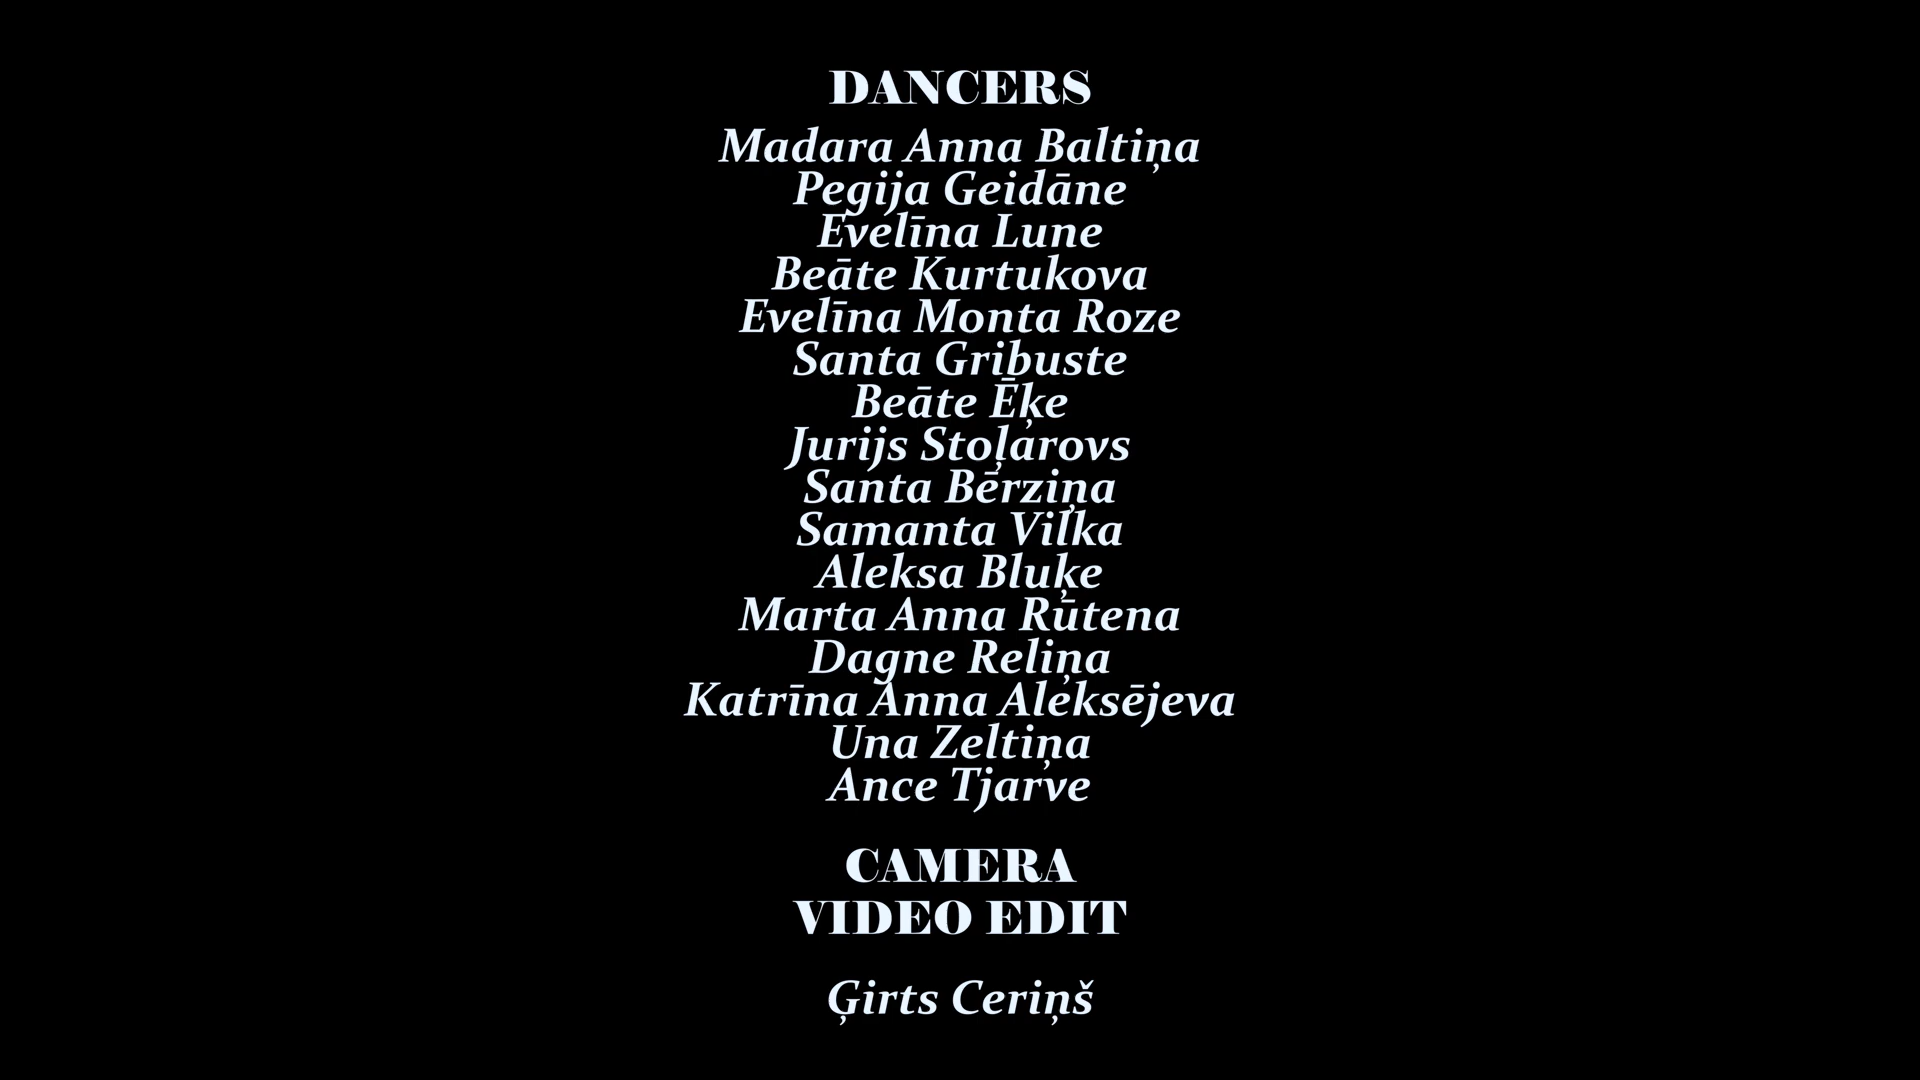 DANCERS
Madara Anna Baltiņa
Pegija Geidāne
Evelīna Lune
Beāte Kurtukova
Evelīna Monta Roze
Santa Gribuste
Beāte Ēķe
Jurijs Stoļarovs
Santa Bērziņa
Samanta Viļka
Aleksa Bluķe
Marta Anna Rūtena
Dagne Reliņa
Katrīna Anna Aleksējeva
Una Zeltiņa
Ance Tjarve
CAMERA
VIDEO EDIT
Ģirts Ceriņš